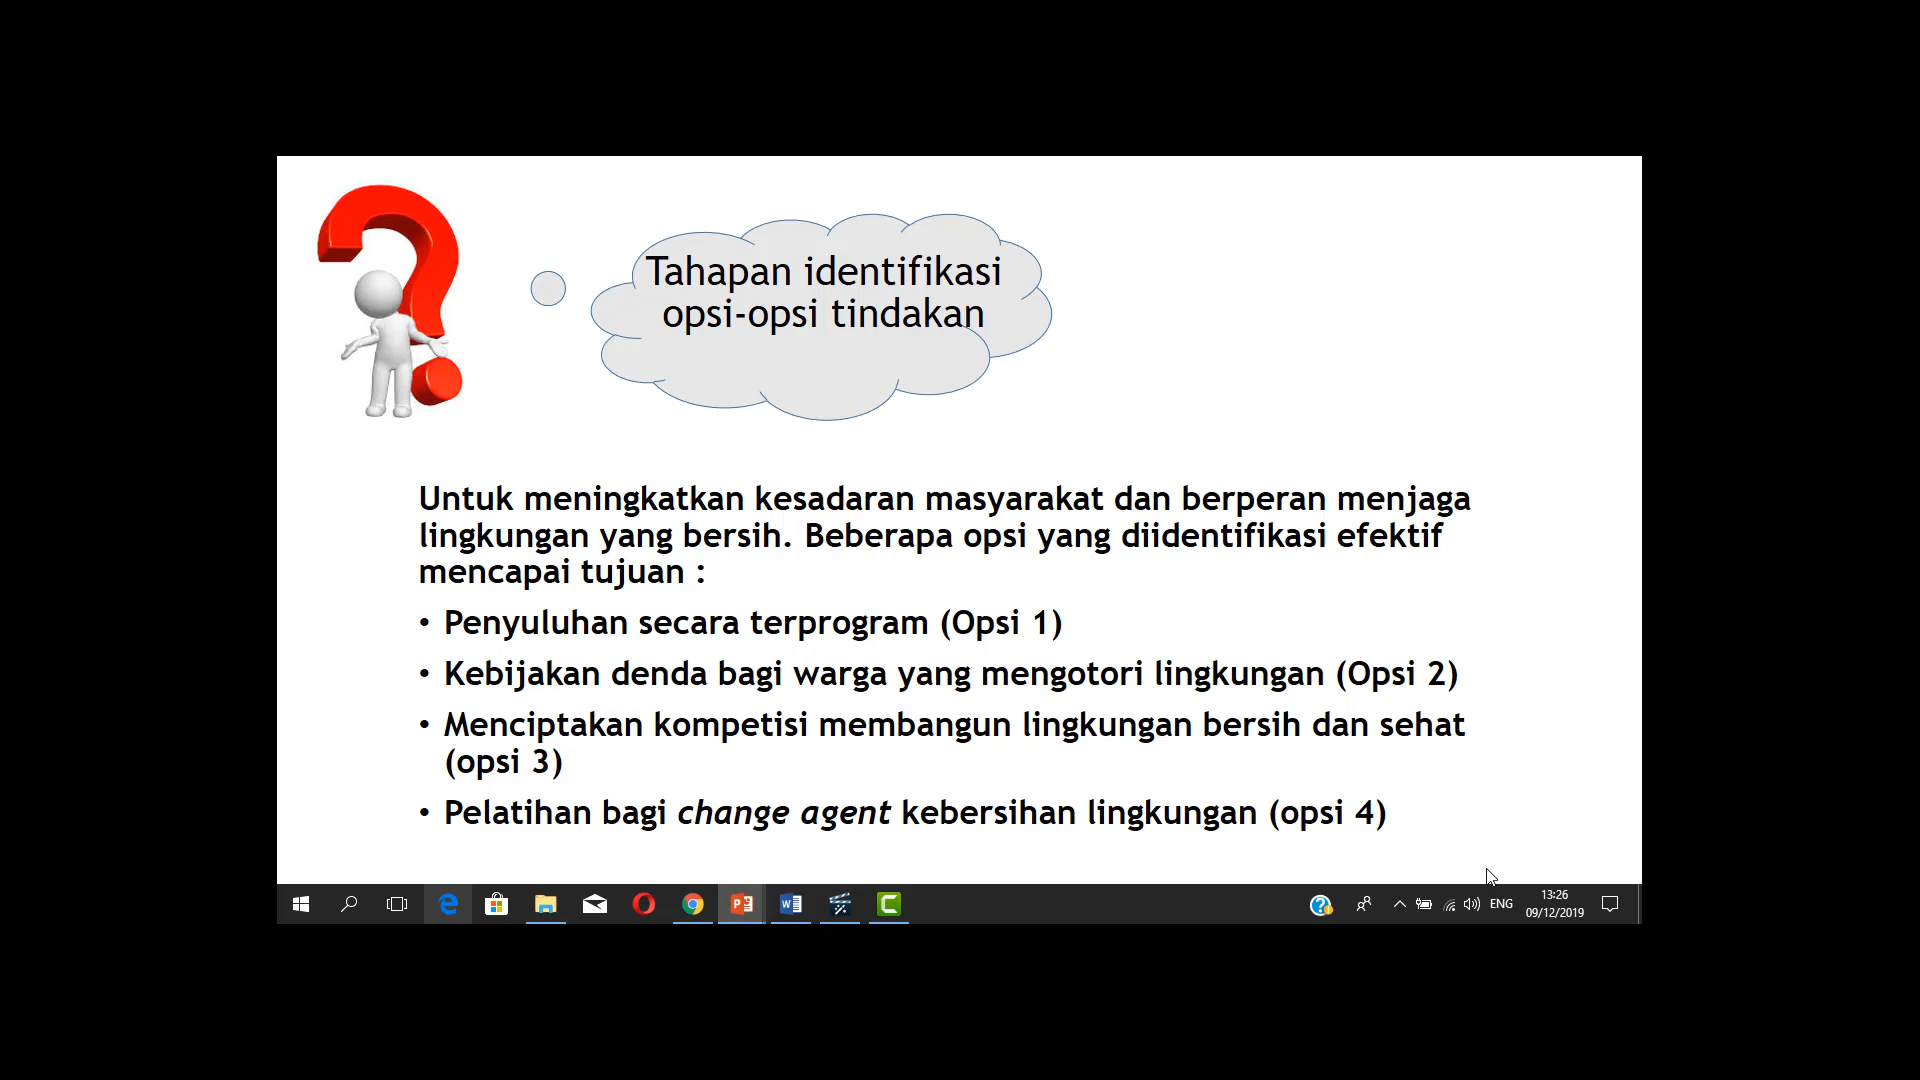 Tahapan identifikasi
opsi-opsi tindakan
Untuk meningkatkan kesadaran masyarakat dan berperan menjaga
lingkungan yang bersih. Beberapa opsi yang diidentifikasi efektif
mencapai tujuan :
• Penyuluhan secara terprogram (Opsi 1)
• Kebijakan denda bagi warga yang mengotori lingkungan (Opsi 2)
• Menciptakan kompetisi membangun lingkungan bersih dan sehat
(opsi 3)
• Pelatihan bagi change agent kebersihan lingkungan (opsi 4)
ENG
13:26
09/12/2019